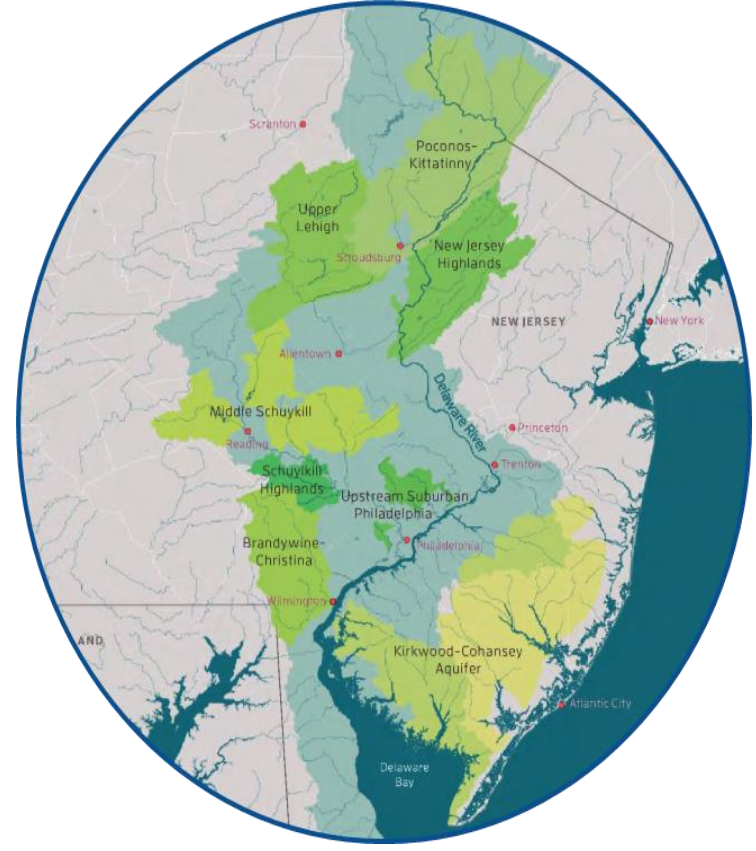 Scranton
Poconos-
Kittatinny
Upper
Lehigh
Stroudsburg
New Jersey
Highlands
NEW JERSEY
New York
Allentown
Delaware River
Middle Schuykill
Reading
Princeton
Trenton
Schuylkill
Highlands
Upstream Suburban
Philadelphia
Brandywine-
Christina
Philadelphia
Wilmington
AND
Kirkwood-Cohansey
Aquifer
Atlantic City
Delaware
Bay